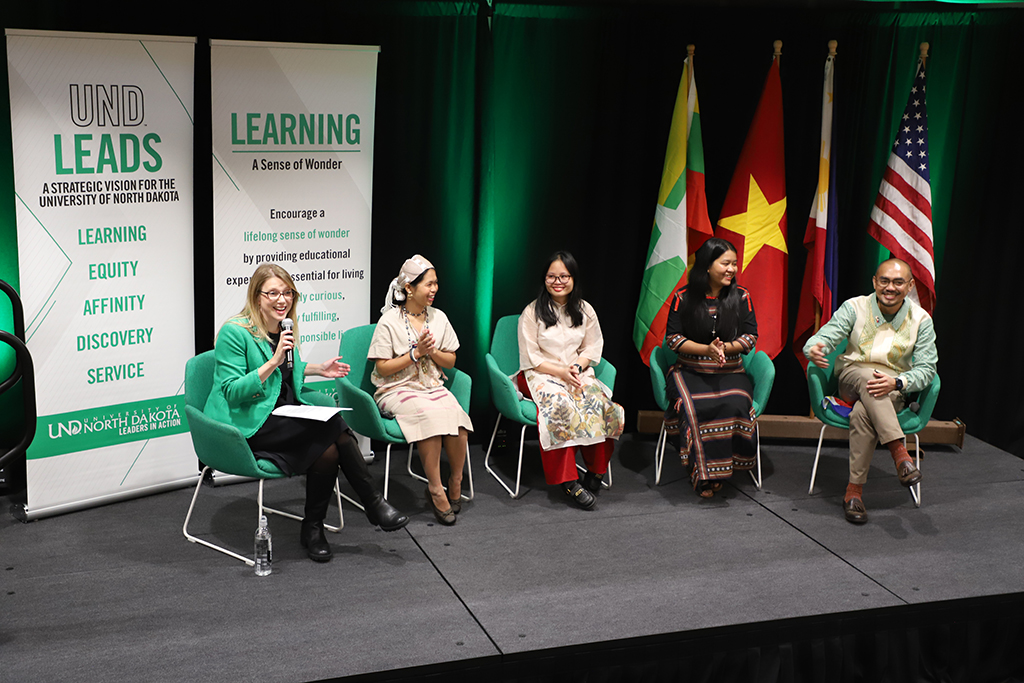 UND
LEADS
A STRATEGIC VISION FOR THE
UNIVERSITY OF NORTH DAKOTA
LEARNING
EQUITY
AFFINITY
DISCOVERY
SERVICE
UND UNIVERSITY OF
NORTH DAKOTA
LEADERS IN ACTION
LEARNING
A Sense of Wonder
Encourage a
lifelong sense of wonder
by providing educational
essential for living
curious,
fulfilling,